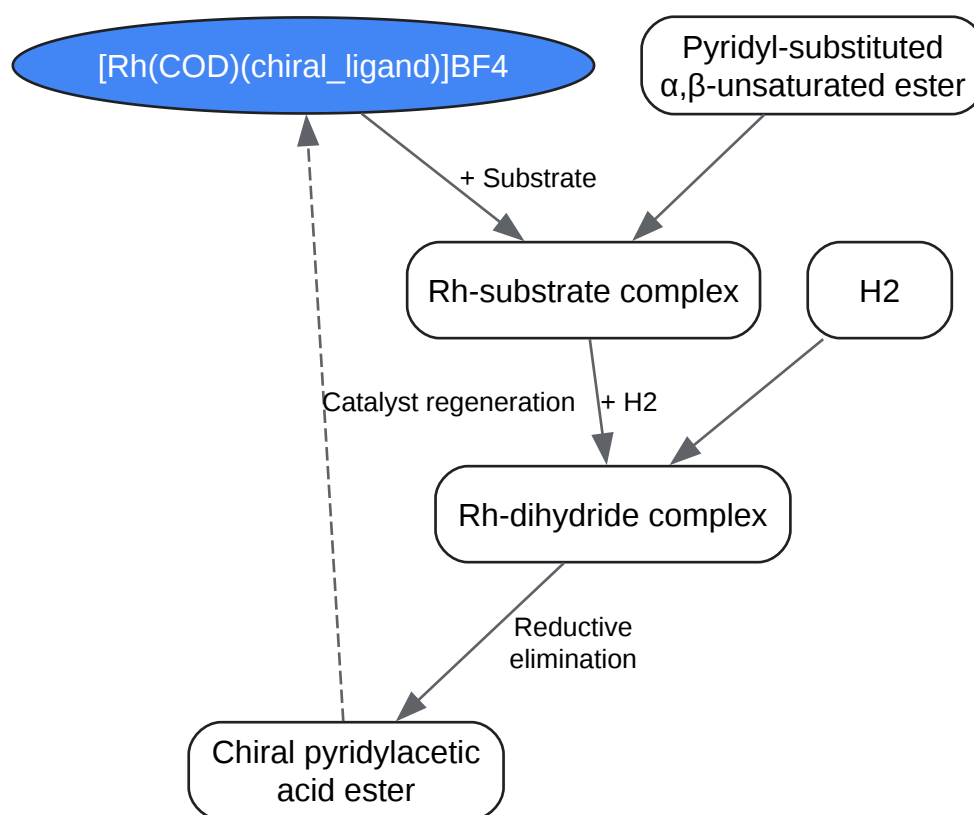 [Rh(COD)(chiral_ligand)]BF4
Pyridyl-substituted
α,β-unsaturated ester
+ Substrate
Rh-substrate complex
H2
Catalyst regeneration
+ H2
Rh-dihydride complex
Reductive
elimination
Chiral pyridylacetic
acid ester